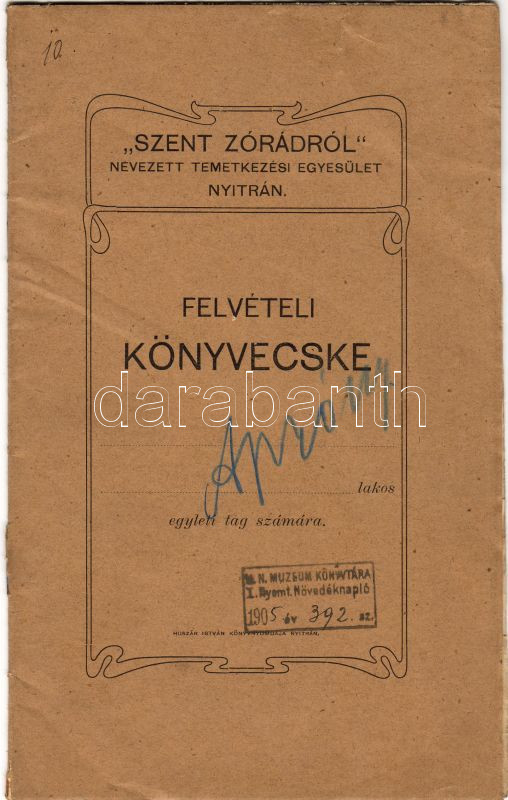 10.
„SZENT ZÓRÁDRÓL"
NEVEZETT TEMETKEZÉSI EGYESÜLET
NYITRÁN.
FELVÉTELI
KÖNYVECSKE
darabanth
Apróny
lakos
egyleti tag számára.
M. N. MUZEUM KÖNYVTÁRA
I. Nyomt. Növedéknapló
1905 év 392. sz.
HUSZÁR ISTVÁN KÖNYVNYOMDÁJA NYITRÁN.